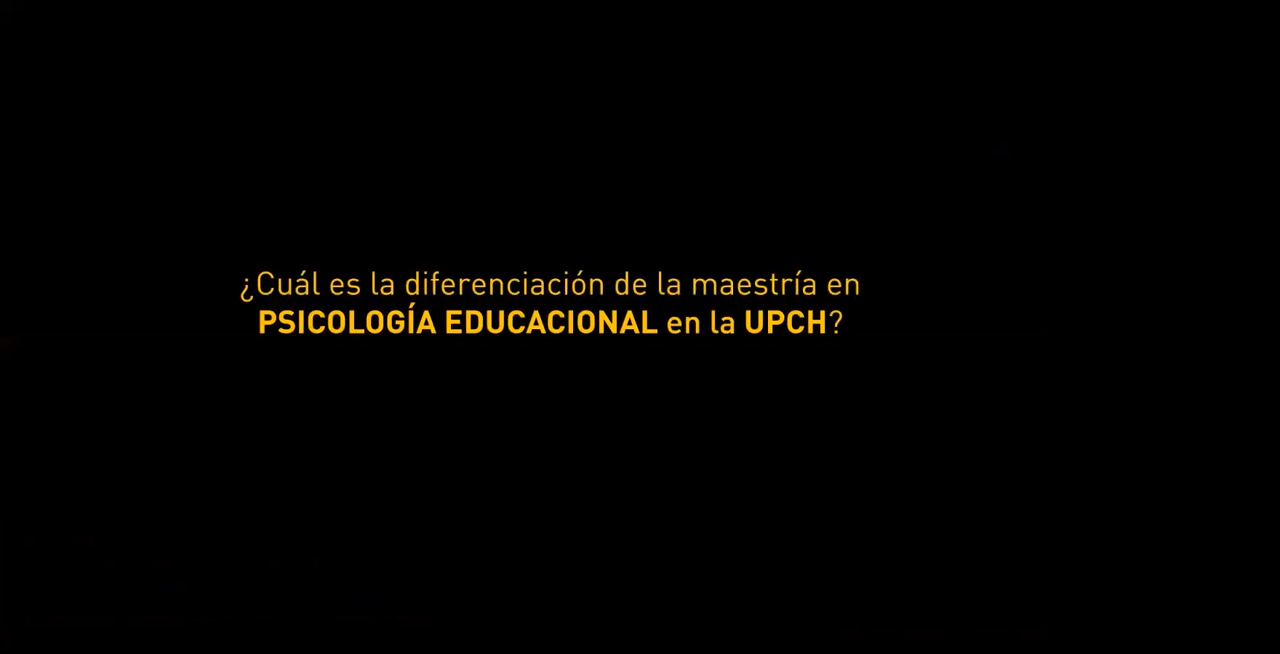 ¿Cuál es la diferenciación de la maestría en
PSICOLOGÍA EDUCACIONAL en la UPCH?